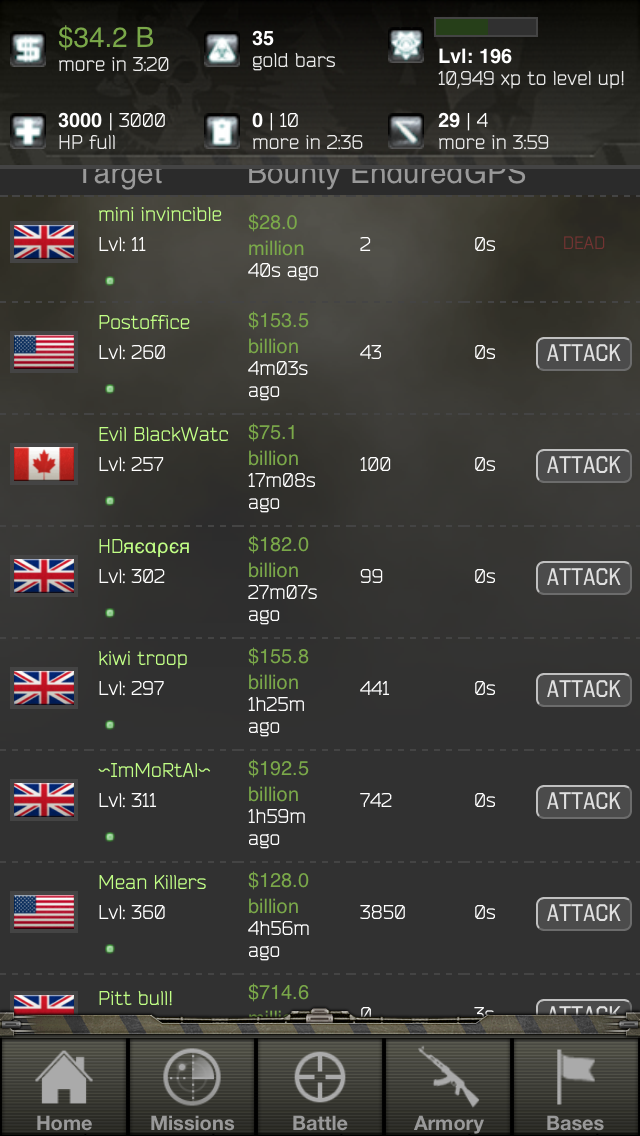 $34.2 B
more in 3:20
35
gold bars
Lvl: 196
10,949 xp to level up!
3000 | 3000
HP full
0 | 10
more in 2:36
29 | 4
more in 3:59
Target Bounty Endured GPS
mini invincible
Lvl: 11
$28.0
million
40s ago
2
0s
DEAD
Postoffice
Lvl: 260
$153.5
billion
4m03s
ago
43
0s
ATTACK
Evil BlackWatc
Lvl: 257
$75.1
billion
17m08s
ago
100
0s
ATTACK
HDяєαρєя
Lvl: 302
$182.0
billion
27m07s
ago
99
0s
ATTACK
kiwi troop
Lvl: 297
$155.8
billion
1h25m
ago
441
0s
ATTACK
~ImMoRtAl~
Lvl: 311
$192.5
billion
1h59m
ago
742
0s
ATTACK
Mean Killers
Lvl: 360
$128.0
billion
4h56m
ago
3850
0s
ATTACK
Pitt bull!
$714.6
0
3s
ATTACK
Home
Missions
Battle
Armory
Bases